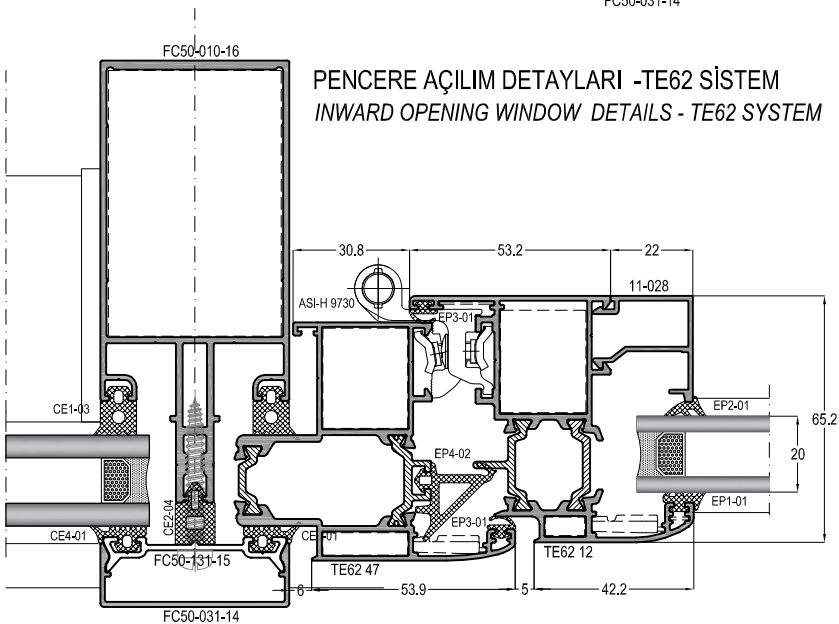 FC50-031-14
FC50-010-16
PENCERE AÇILIM DETAYLARI -TE62 SİSTEM
INWARD OPENING WINDOW DETAILS - TE62 SYSTEM
30.8
53.2
22
11-028
ASI-H 9730
EP3-01
CE1-03
EP2-01
65.2
EP4-02
20
CE2-04
EP3-01
EP1-01
CE4-01
FC50-131-15
TE62 12
TE62 47
6
53.9
5
42.2
FC50-031-14